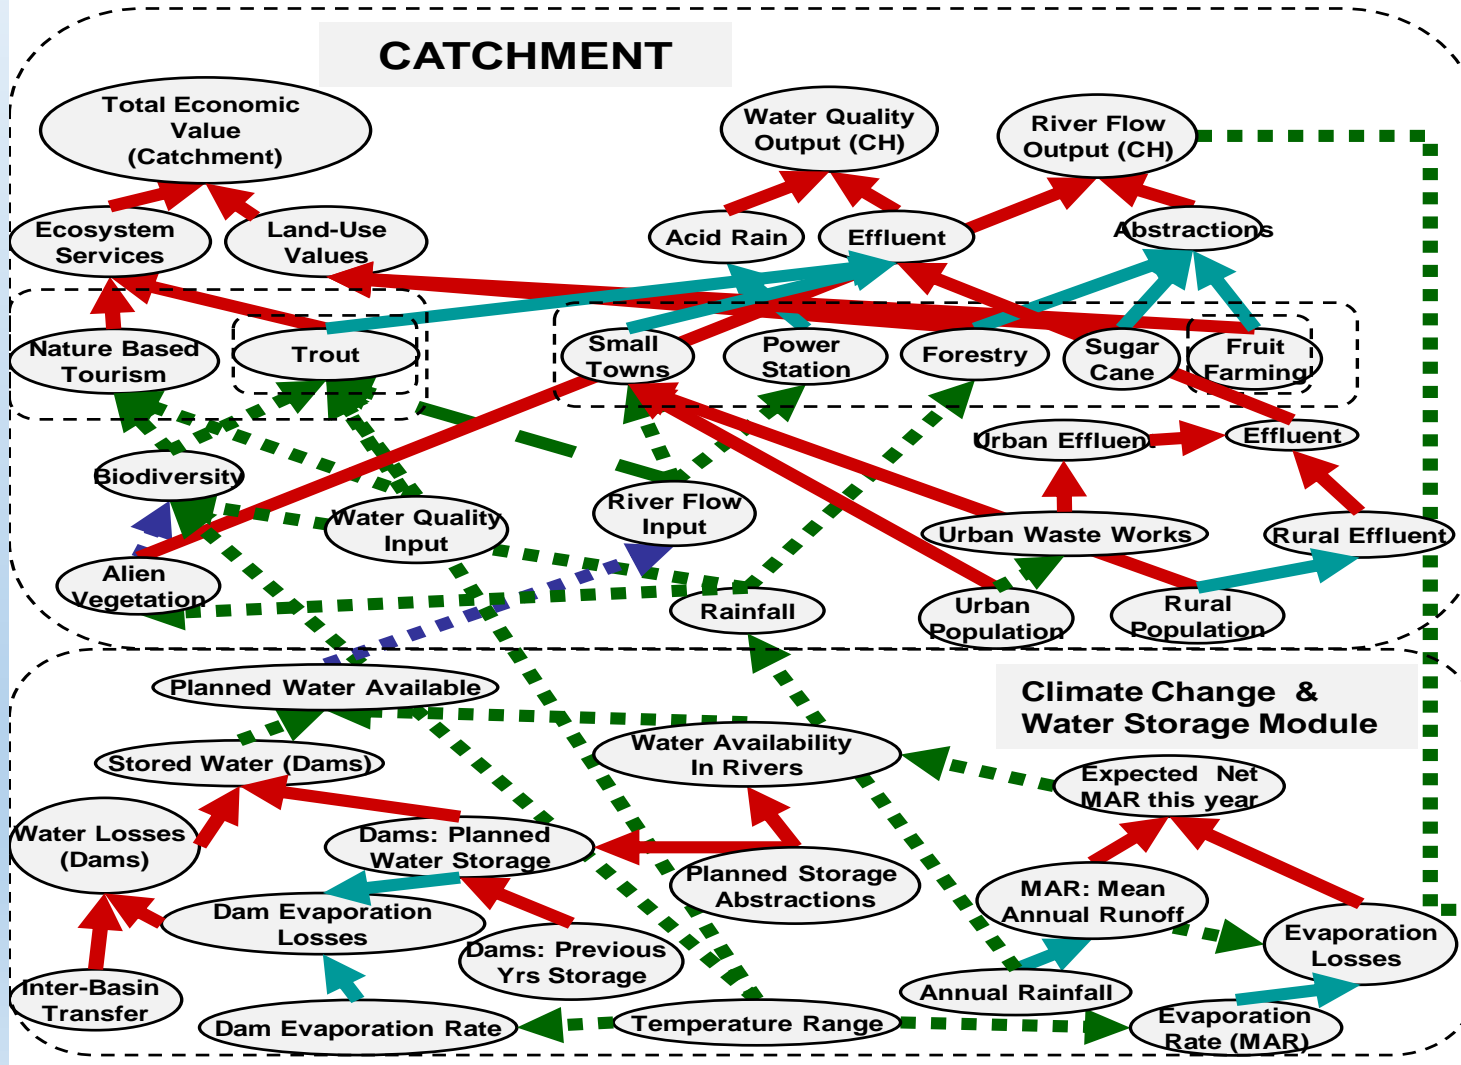 CATCHMENT
Total Economic
Value
(Catchment)
Water Quality
Output (CH)
River Flow
Output (CH)
Ecosystem
Services
Land-Use
Values
Acid Rain
Effluent
Abstractions
Nature Based
Tourism
Trout
Small
Towns
Power
Station
Forestry
Sugar
Cane
Fruit
Farming
Urban Effluent
Effluent
Biodiversity
Water Quality
Input
River Flow
Input
Urban Waste Works
Rural Effluent
Alien
Vegetation
Rainfall
Urban
Population
Rural
Population
Planned Water Available
Climate Change &
Water Storage Module
Stored Water (Dams)
Water Availability
In Rivers
Expected Net
MAR this year
Water Losses
(Dams)
Dams: Planned
Water Storage
Planned Storage
Abstractions
MAR: Mean
Annual Runoff
Dam Evaporation
Losses
Dams: Previous
Yrs Storage
Evaporation
Losses
Inter-Basin
Transfer
Annual Rainfall
Dam Evaporation Rate
Temperature Range
Evaporation
Rate (MAR)